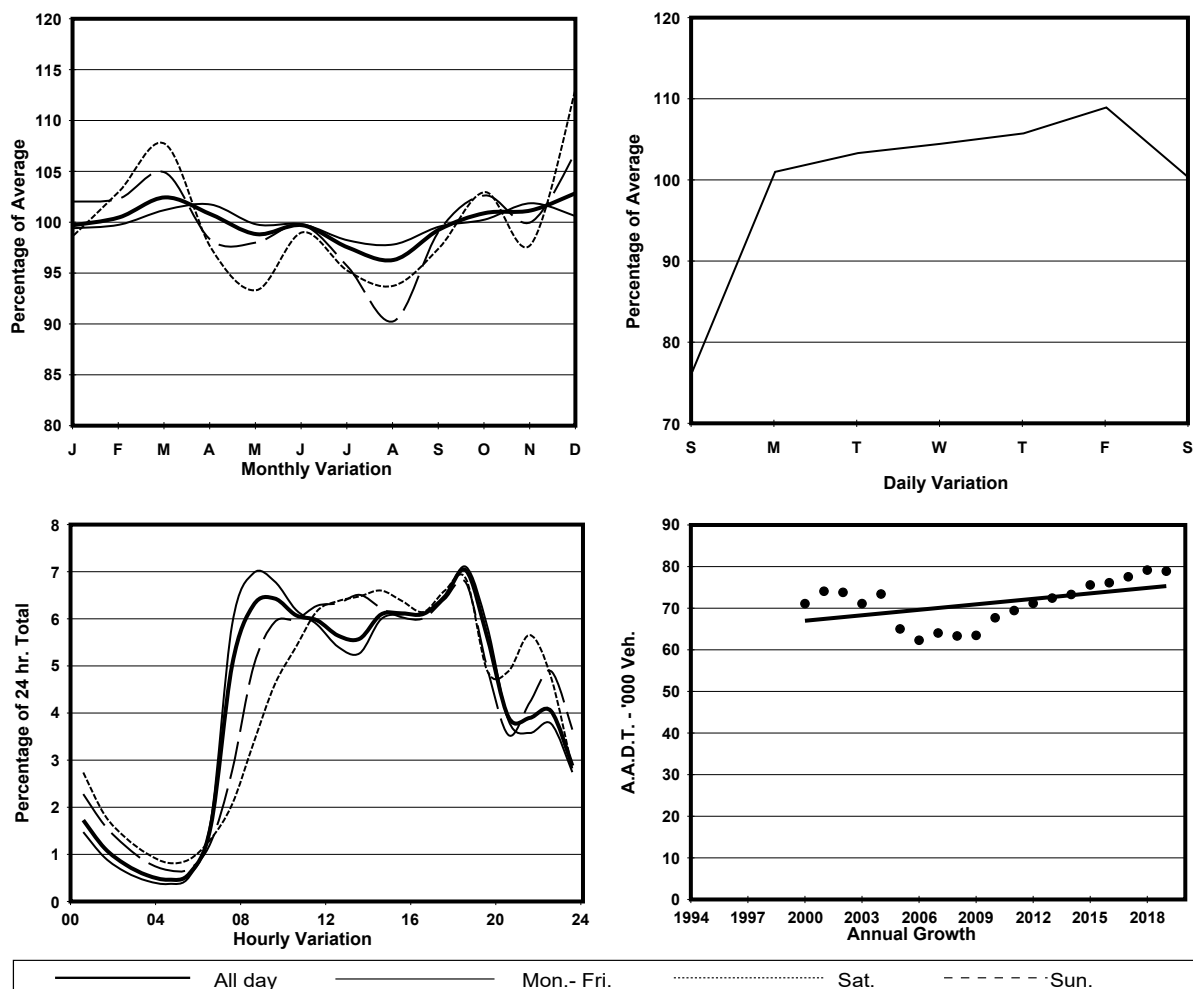 Percentage of Average
120
115
110
105
100
95
90
85
80
J F M A M J J A S O N D
Monthly Variation
Percentage of Average
120
110
100
90
80
70
S M T W T F S
Daily Variation
Percentage of 24 hr. Total
8
7
6
5
4
3
2
1
0
00 04 08 12 16 20 24
Hourly Variation
A.A.D.T. - '000 Veh.
90
80
70
60
50
40
30
20
10
0
1994 1997 2000 2003 2006 2009 2012 2015 2018
Annual Growth
All day Mon.- Fri. Sat. Sun.